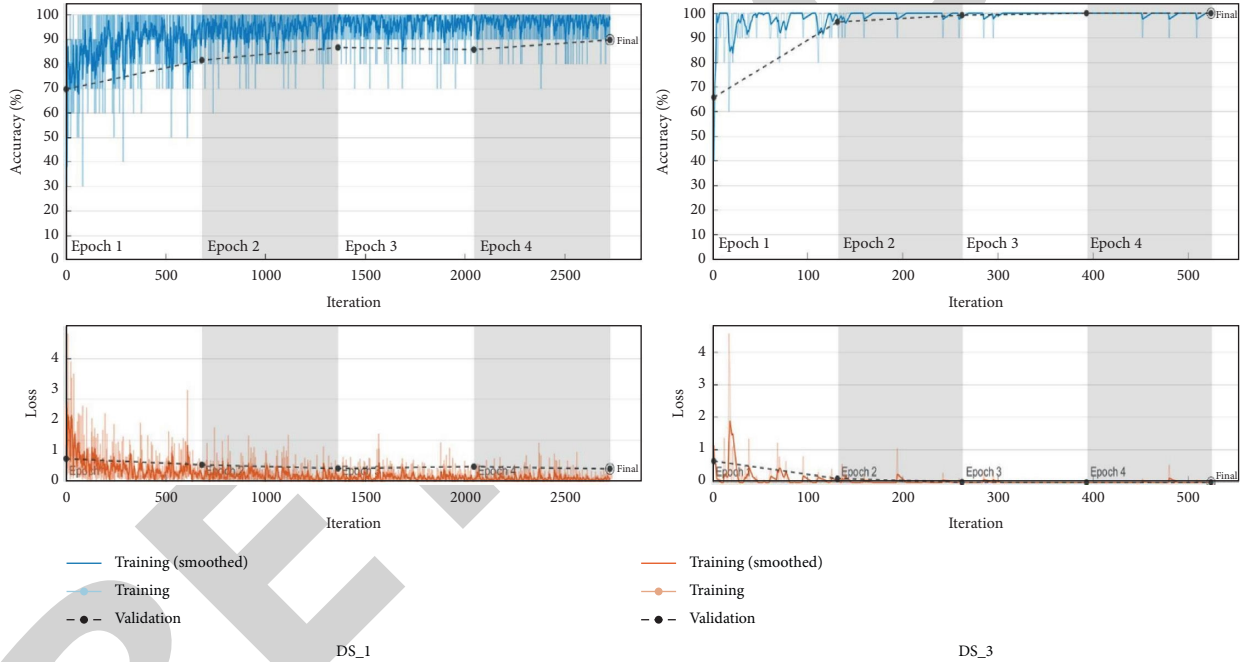 100
90
80
70
60
50
40
30
20
10
0
Accuracy (%)
Epoch 1 Epoch 2 Epoch 3 Epoch 4
Final
0 500 1000 1500 2000 2500
Iteration
100
90
80
70
60
50
40
30
20
10
0
Accuracy (%)
Epoch 1 Epoch 2 Epoch 3 Epoch 4
Final
0 100 200 300 400 500
Iteration
4
3
2
1
0
Loss
Final
0 500 1000 1500 2000 2500
Iteration
4
3
2
1
0
Loss
Epoch Epoch 2 Epoch 3 Epoch 4
Final
0 100 200 300 400 500
Iteration
Training (smoothed)
Training
Validation
DS_1
Training (smoothed)
Training
Validation
DS_3